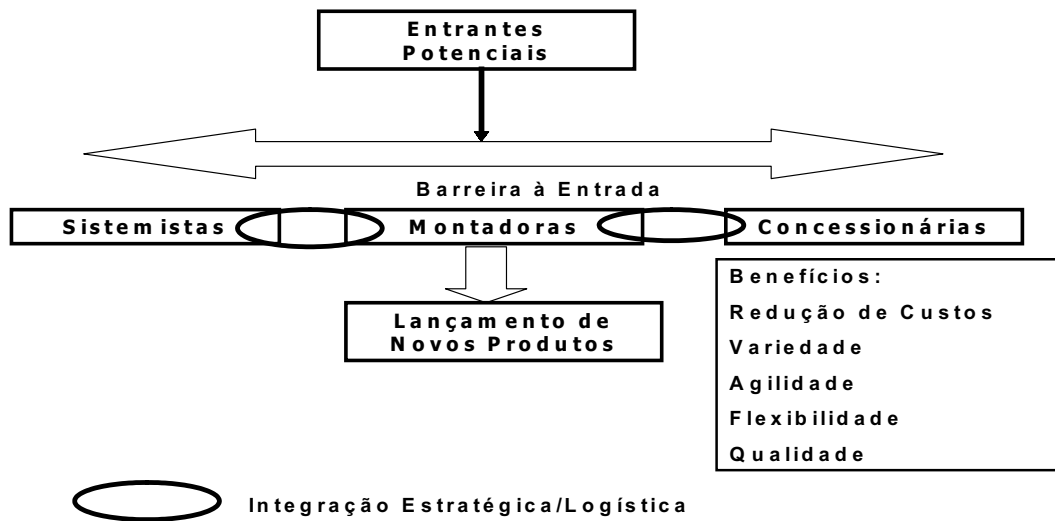 Entrantes
Potenciais
Barreira à Entrada
Sistemistas
Montadoras
Concessionárias
Lançamento de
Novos Produtos
Benefícios:
Redução de Custos
Variedade
Agilidade
Flexibilidade
Qualidade
Integração Estratégica/Logística